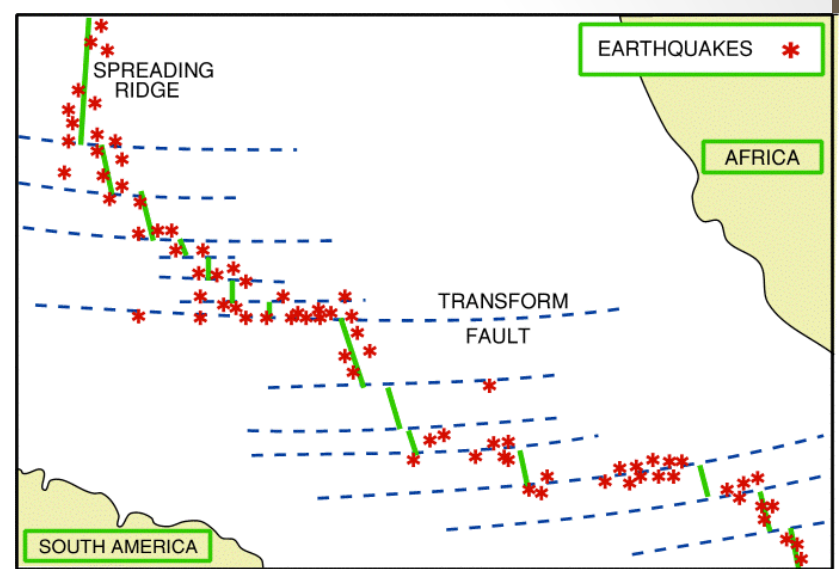 EARTHQUAKES
SPREADING
RIDGE
AFRICA
TRANSFORM
FAULT
SOUTH AMERICA